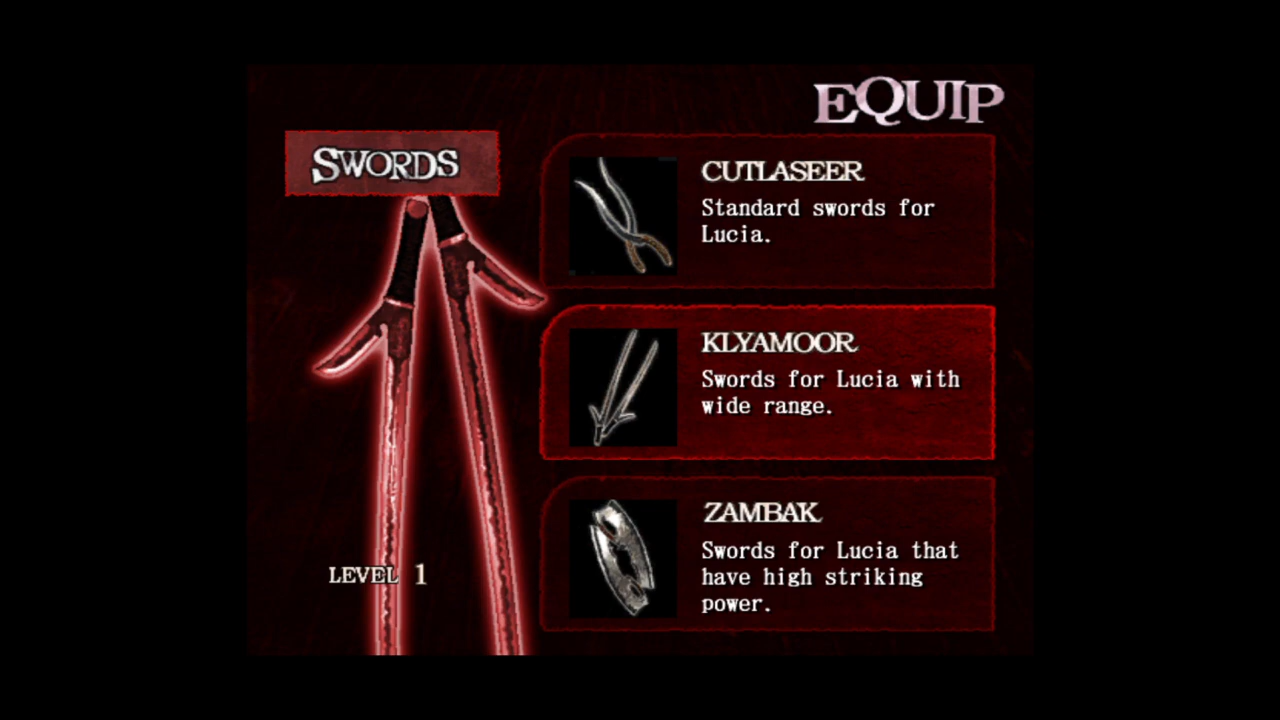 EQUIP
SWORDS
CUTLASEER
Standard swords for
Lucia.
KLYAMOOR
Swords for Lucia with
wide range.
ZAMBAK
Swords for Lucia that
have high striking
power.
LEVEL 1